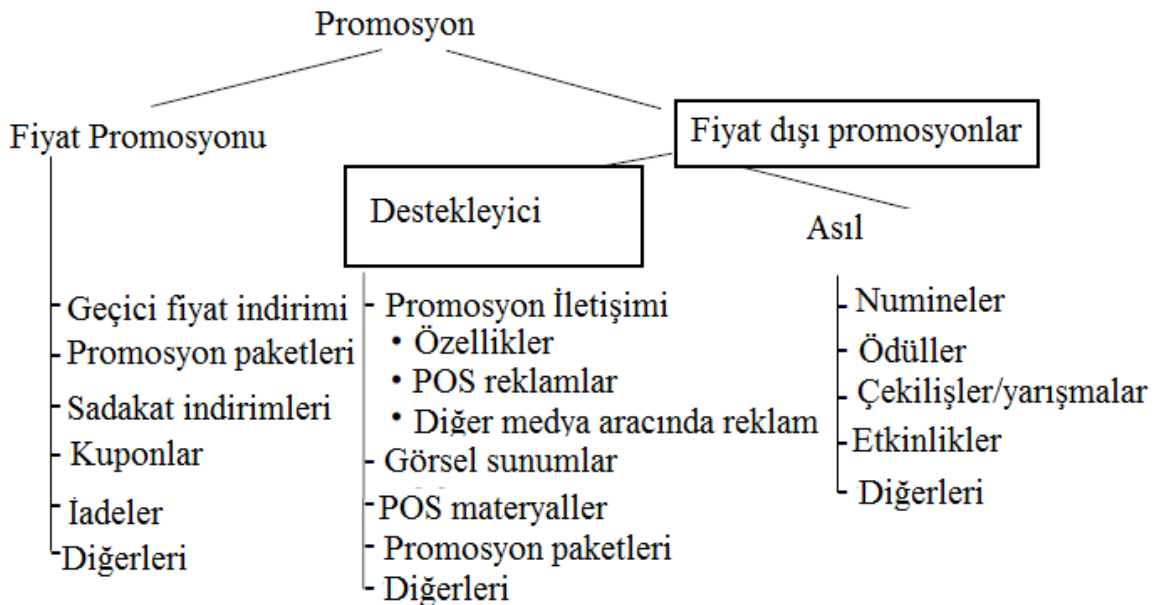 Promosyon
Fiyat Promosyonu
Fiyat dışı promosyonlar
Destekleyici
Asıl
- Geçici fiyat indirimi
- Promosyon paketleri
- Sadakat indirimleri
- Kuponlar
- İadeler
- Diğerleri
- Promosyon İletişimi
• Özellikler
• POS reklamlar
• Diğer medya aracında reklam
- Görsel sunumlar
- POS materyaller
- Promosyon paketleri
- Diğerleri
- Numineler
- Ödüller
- Çekilişler/yarışmalar
- Etkinlikler
- Diğerleri